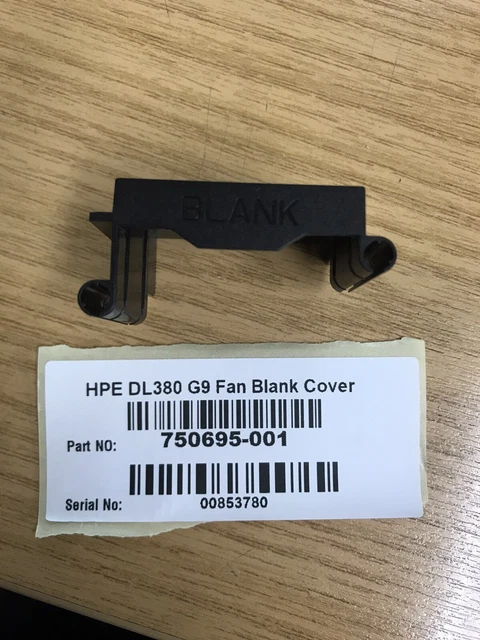 BLANK
HPE DL380 G9 Fan Blank Cover
Part NO: 750695-001
Serial No: 00853780